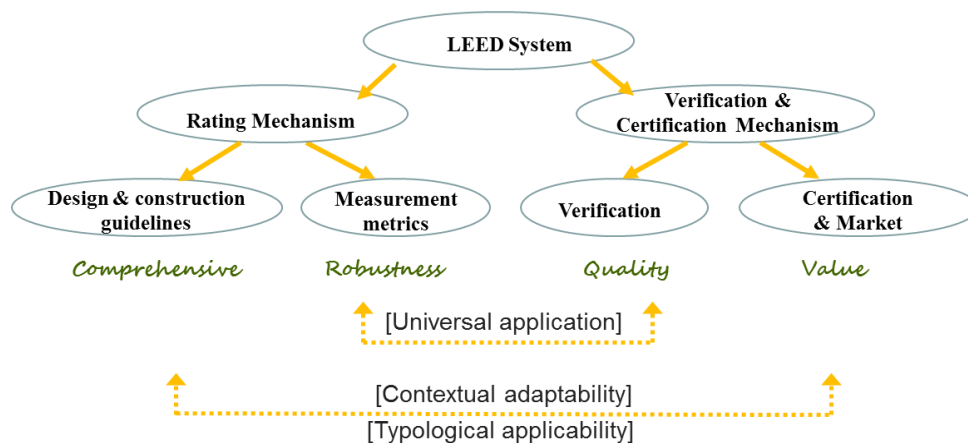 LEED System
Rating Mechanism
Verification &
Certification Mechanism
Design & construction
guidelines
Measurement
metrics
Verification
Certification
& Market
Comprehensive
Robustness
Quality
Value
[Universal application]
[Contextual adaptability]
[Typological applicability]